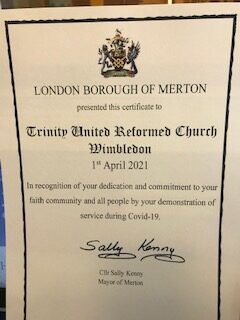 LONDON BOROUGH OF MERTON
presented this certificate to
Trinity United Reformed Church
Wimbledon
1st April 2021
In recognition of your dedication and commitment to your
faith community and all people by your demonstration of
service during Covid-19.
Sally Kenny
Cllr Sally Kenny
Mayor of Merton